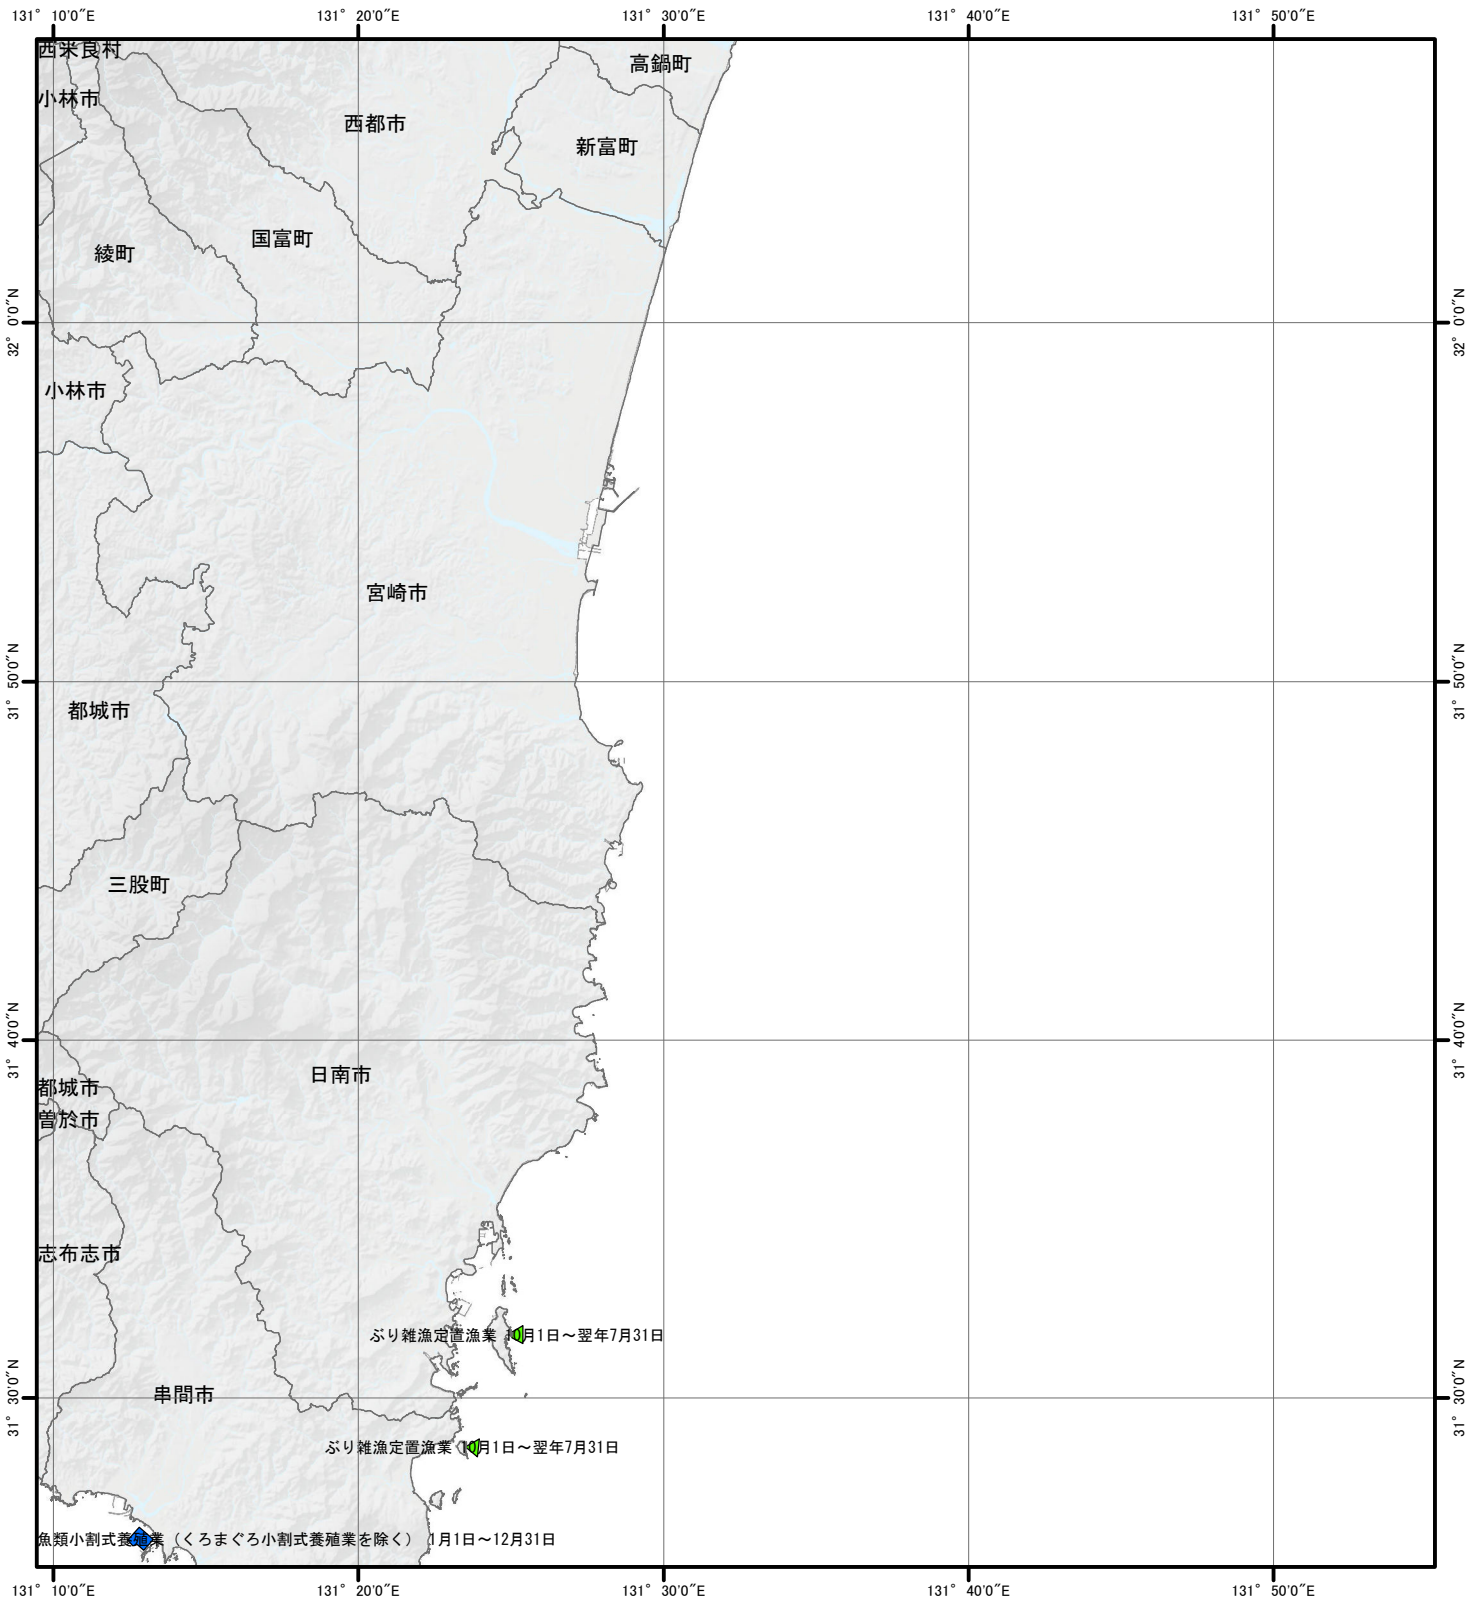 131° 10'0"E
131° 20'0"E
131° 30'0"E
131° 40'0"E
131° 50'0"E
西米良村
高鍋町
小林市
西都市
新富町
国富町
綾町
32° 0'0"N
32° 0'0"N
小林市
宮崎市
31° 50'0"N
31° 50'0"N
都城市
三股町
31° 40'0"N
31° 40'0"N
日南市
都城市
曽於市
志布志市
ぶり雑漁定置漁業 月1日～翌年7月31日
31° 30'0"N
31° 30'0"N
串間市
ぶり雑漁定置漁業 月1日～翌年7月31日
魚類小割式養殖業（くろまぐろ小割式養殖業を除く） 1月1日～12月31日
131° 10'0"E
131° 20'0"E
131° 30'0"E
131° 40'0"E
131° 50'0"E